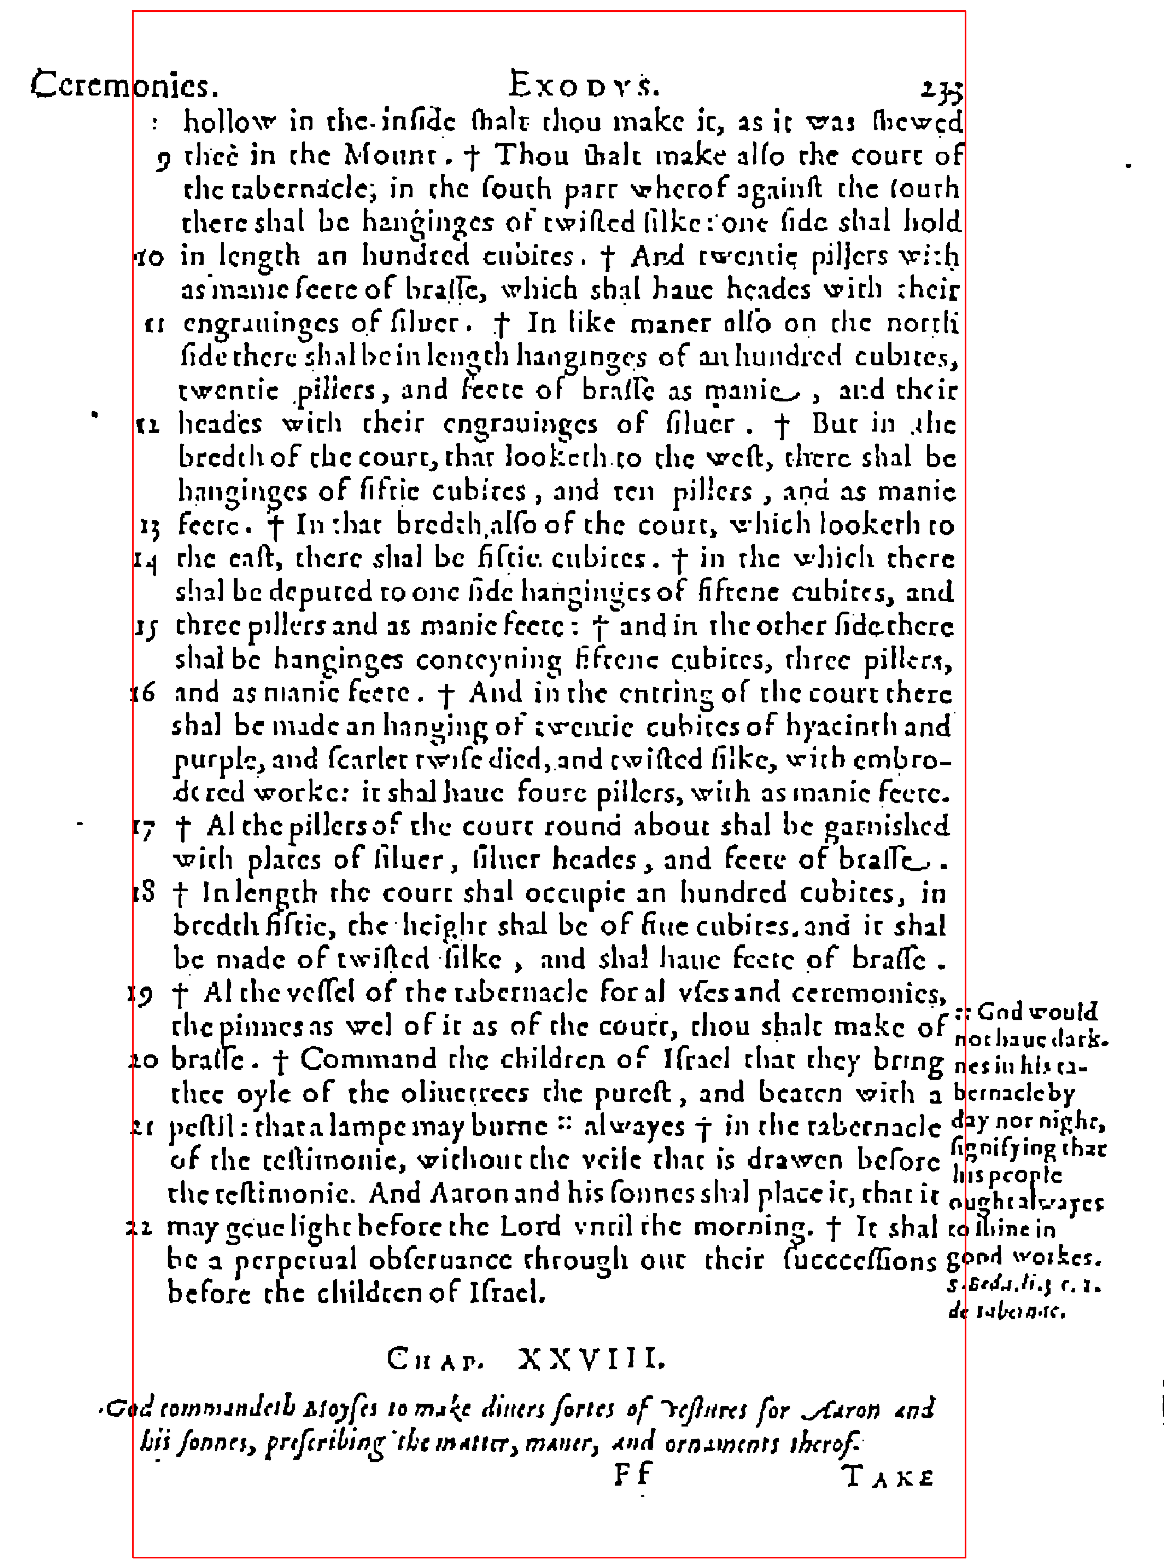 Ceremonies. EXODVS. 235
hollow in the inſide ſhalt thou make it, as it was ſhewed
9 thee in the Mount. † Thou ſhalt make alſo the court of
the tabernacle; in the ſouth part wherof againſt the ſouth
there shal be hanginges of twiſted ſilke: one ſide shal hold
10 in length an hundred cubites. † And twentie pillers with
as manie feete of braſſe, which shal haue heades with their
11 engrauinges of ſiluer. † In like maner alſo on the north
ſide there shal be in length hanginges of an hundred cubites,
twentie pillers, and feete of braſſe as manie, and their
12 heades with their engrauinges of ſiluer. † But in the
bredth of the court, that looketh to the weſt, there shal be
hanginges of fiftie cubites, and ten pillers, and as manie
13 feete. † In that bredth alſo of the court, which looketh to
14 the eaſt, there shal be fiftie cubites. † in the which there
shal be deputed to one ſide hanginges of fiftene cubites, and
15 three pillers and as manie feete: † and in the other ſide there
shal be hanginges conteyning fiftene cubites, three pillers,
16 and as manie feete. † And in the entring of the court there
shal be made an hanging of twentie cubites of hyacinth and
purple, and ſcarlet twiſe died, and twiſted ſilke, with embro-
dered worke: it shal haue foure pillers, with as manie feete.
17 † Al the pillers of the court round about shal be garnished
with plates of ſiluer, ſiluer heades, and feete of braſſe.
18 † In length the court shal occupie an hundred cubites, in
bredth fiftie, the height shal be of fiue cubites. and it shal
be made of twiſted ſilke, and shal haue feete of braſſe.
19 † Al the veſſel of the tabernacle for al vſes and ceremonies,
the pinnes as wel of it as of the court, thou shalt make of
20 braſſe. † Command the children of Iſrael that they bring
thee oyle of the oliuetrees the pureſt, and beaten with a
21 peſtil: that a lampe may burne :: alwayes † in the tabernacle
of the teſtimonie, without the veile that is drawen before
the teſtimonie. And Aaron and his ſonnes shal place it, that it
22 may geue light before the Lord vntil the morning. † It shal
be a perpetual obſeruance through out their ſucceeſſions
before the children of Iſrael.
:: God would
not haue dark-
nes in his ta-
bernacle by
day nor night,
ſignifying that
his people
ought alwayes
to ſhine in
good workes.
S. Beda. li. 3 c. 1.
de tabernac.
CHAP. XXVIII.
God commandeth Moyſes to make diuers ſortes of veſtures for Aaron and
his ſonnes, preſcribing the matter, maner, and ornaments therof.
Ff TAKE